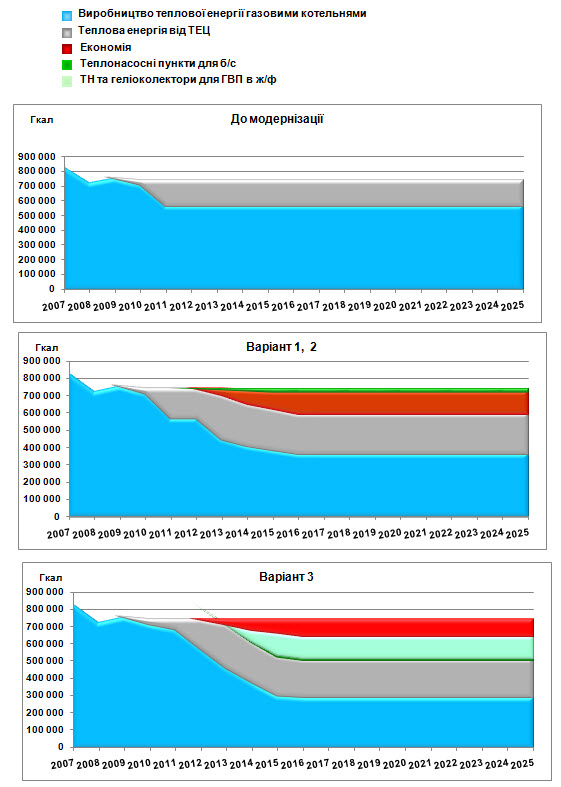 Виробництво теплової енергії газовими котельнями
Теплова енергія від ТЕЦ
Економія
Теплонасосні пункти для б/с
ТН та геліоколектори для ГВП в ж/ф
Гкал
До модернізації
900 000
800 000
700 000
600 000
500 000
400 000
300 000
200 000
100 000
0
2007 2008 2009 2010 2011 2012 2013 2014 2015 2016 2017 2018 2019 2020 2021 2022 2023 2024 2025
Варіант 1, 2
900 000
800 000
700 000
600 000
500 000
400 000
300 000
200 000
100 000
0
2007 2008 2009 2010 2011 2012 2013 2014 2015 2016 2017 2018 2019 2020 2021 2022 2023 2024 2025
Гкал
Варіант 3
900 000
800 000
700 000
600 000
500 000
400 000
300 000
200 000
100 000
0
2007 2008 2009 2010 2011 2012 2013 2014 2015 2016 2017 2018 2019 2020 2021 2022 2023 2024 2025